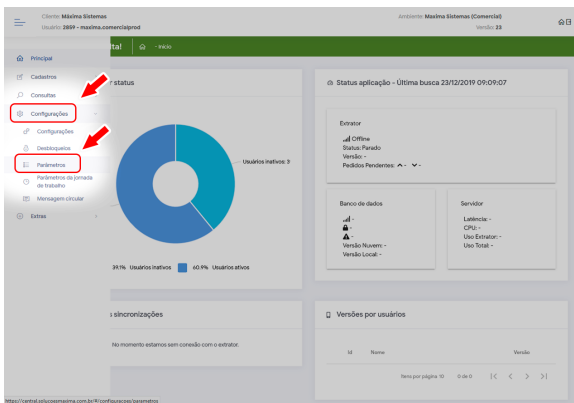 Cliente: Máxima Sistemas
Usuário: 2859 - maxima.comercialprod
Ambiente: Maxima Sistemas (Comercial)
Versão: 23
ita!
- Início
Principal
Cadastros
Consultas
Configurações
Configurações
Desbloqueios
Parâmetros
Parâmetros da jornada
de trabalho
Mensagem circular
Extras
r status
Usuários inativos: 3
39.1% Usuários inativos
60.9% Usuários ativos
Status aplicação - Última busca 23/12/2019 09:09:07
Extrator
Offline
Status: Parado
Versão: -
Pedidos Pendentes: - -
Banco de dados
-
-
-
Versão Nuvem: -
Versão Local: -
Servidor
Latência: -
CPU: -
Uso Extrator: -
Uso Total: -
s sincronizações
No momento estamos sem conexão com o extrator.
Versões por usuários
Id Nome Versão
Itens por página 10 0 de 0
https://central.solucoesmaxima.com.br/#/configuracoes/parametros